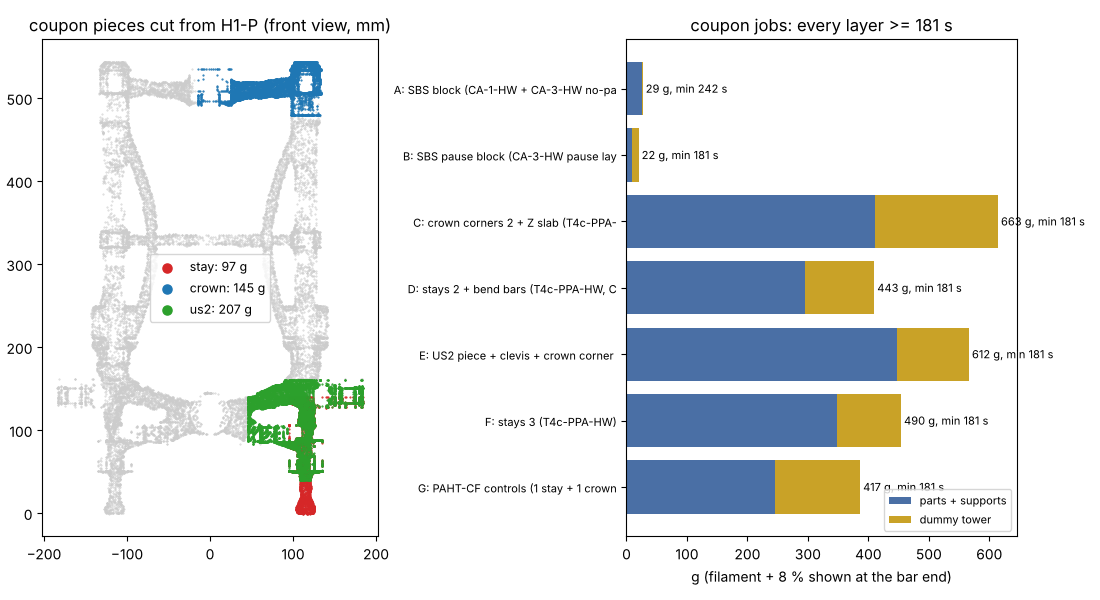 coupon pieces cut from H1-P (front view, mm)
500
400
300
200
100
0
−200
−100
0
100
200
stay: 97 g
crown: 145 g
us2: 207 g
coupon jobs: every layer >= 181 s
A: SBS block (CA-1-HW + CA-3-HW no-pa
29 g, min 242 s
B: SBS pause block (CA-3-HW pause lay
22 g, min 181 s
C: crown corners 2 + Z slab (T4c-PPA-
663 g, min 181 s
D: stays 2 + bend bars (T4c-PPA-HW, C
443 g, min 181 s
E: US2 piece + clevis + crown corner
612 g, min 181 s
F: stays 3 (T4c-PPA-HW)
490 g, min 181 s
G: PAHT-CF controls (1 stay + 1 crown
417 g, min 181 s
parts + supports
dummy tower
0
100
200
300
400
500
600
g (filament + 8 % shown at the bar end)